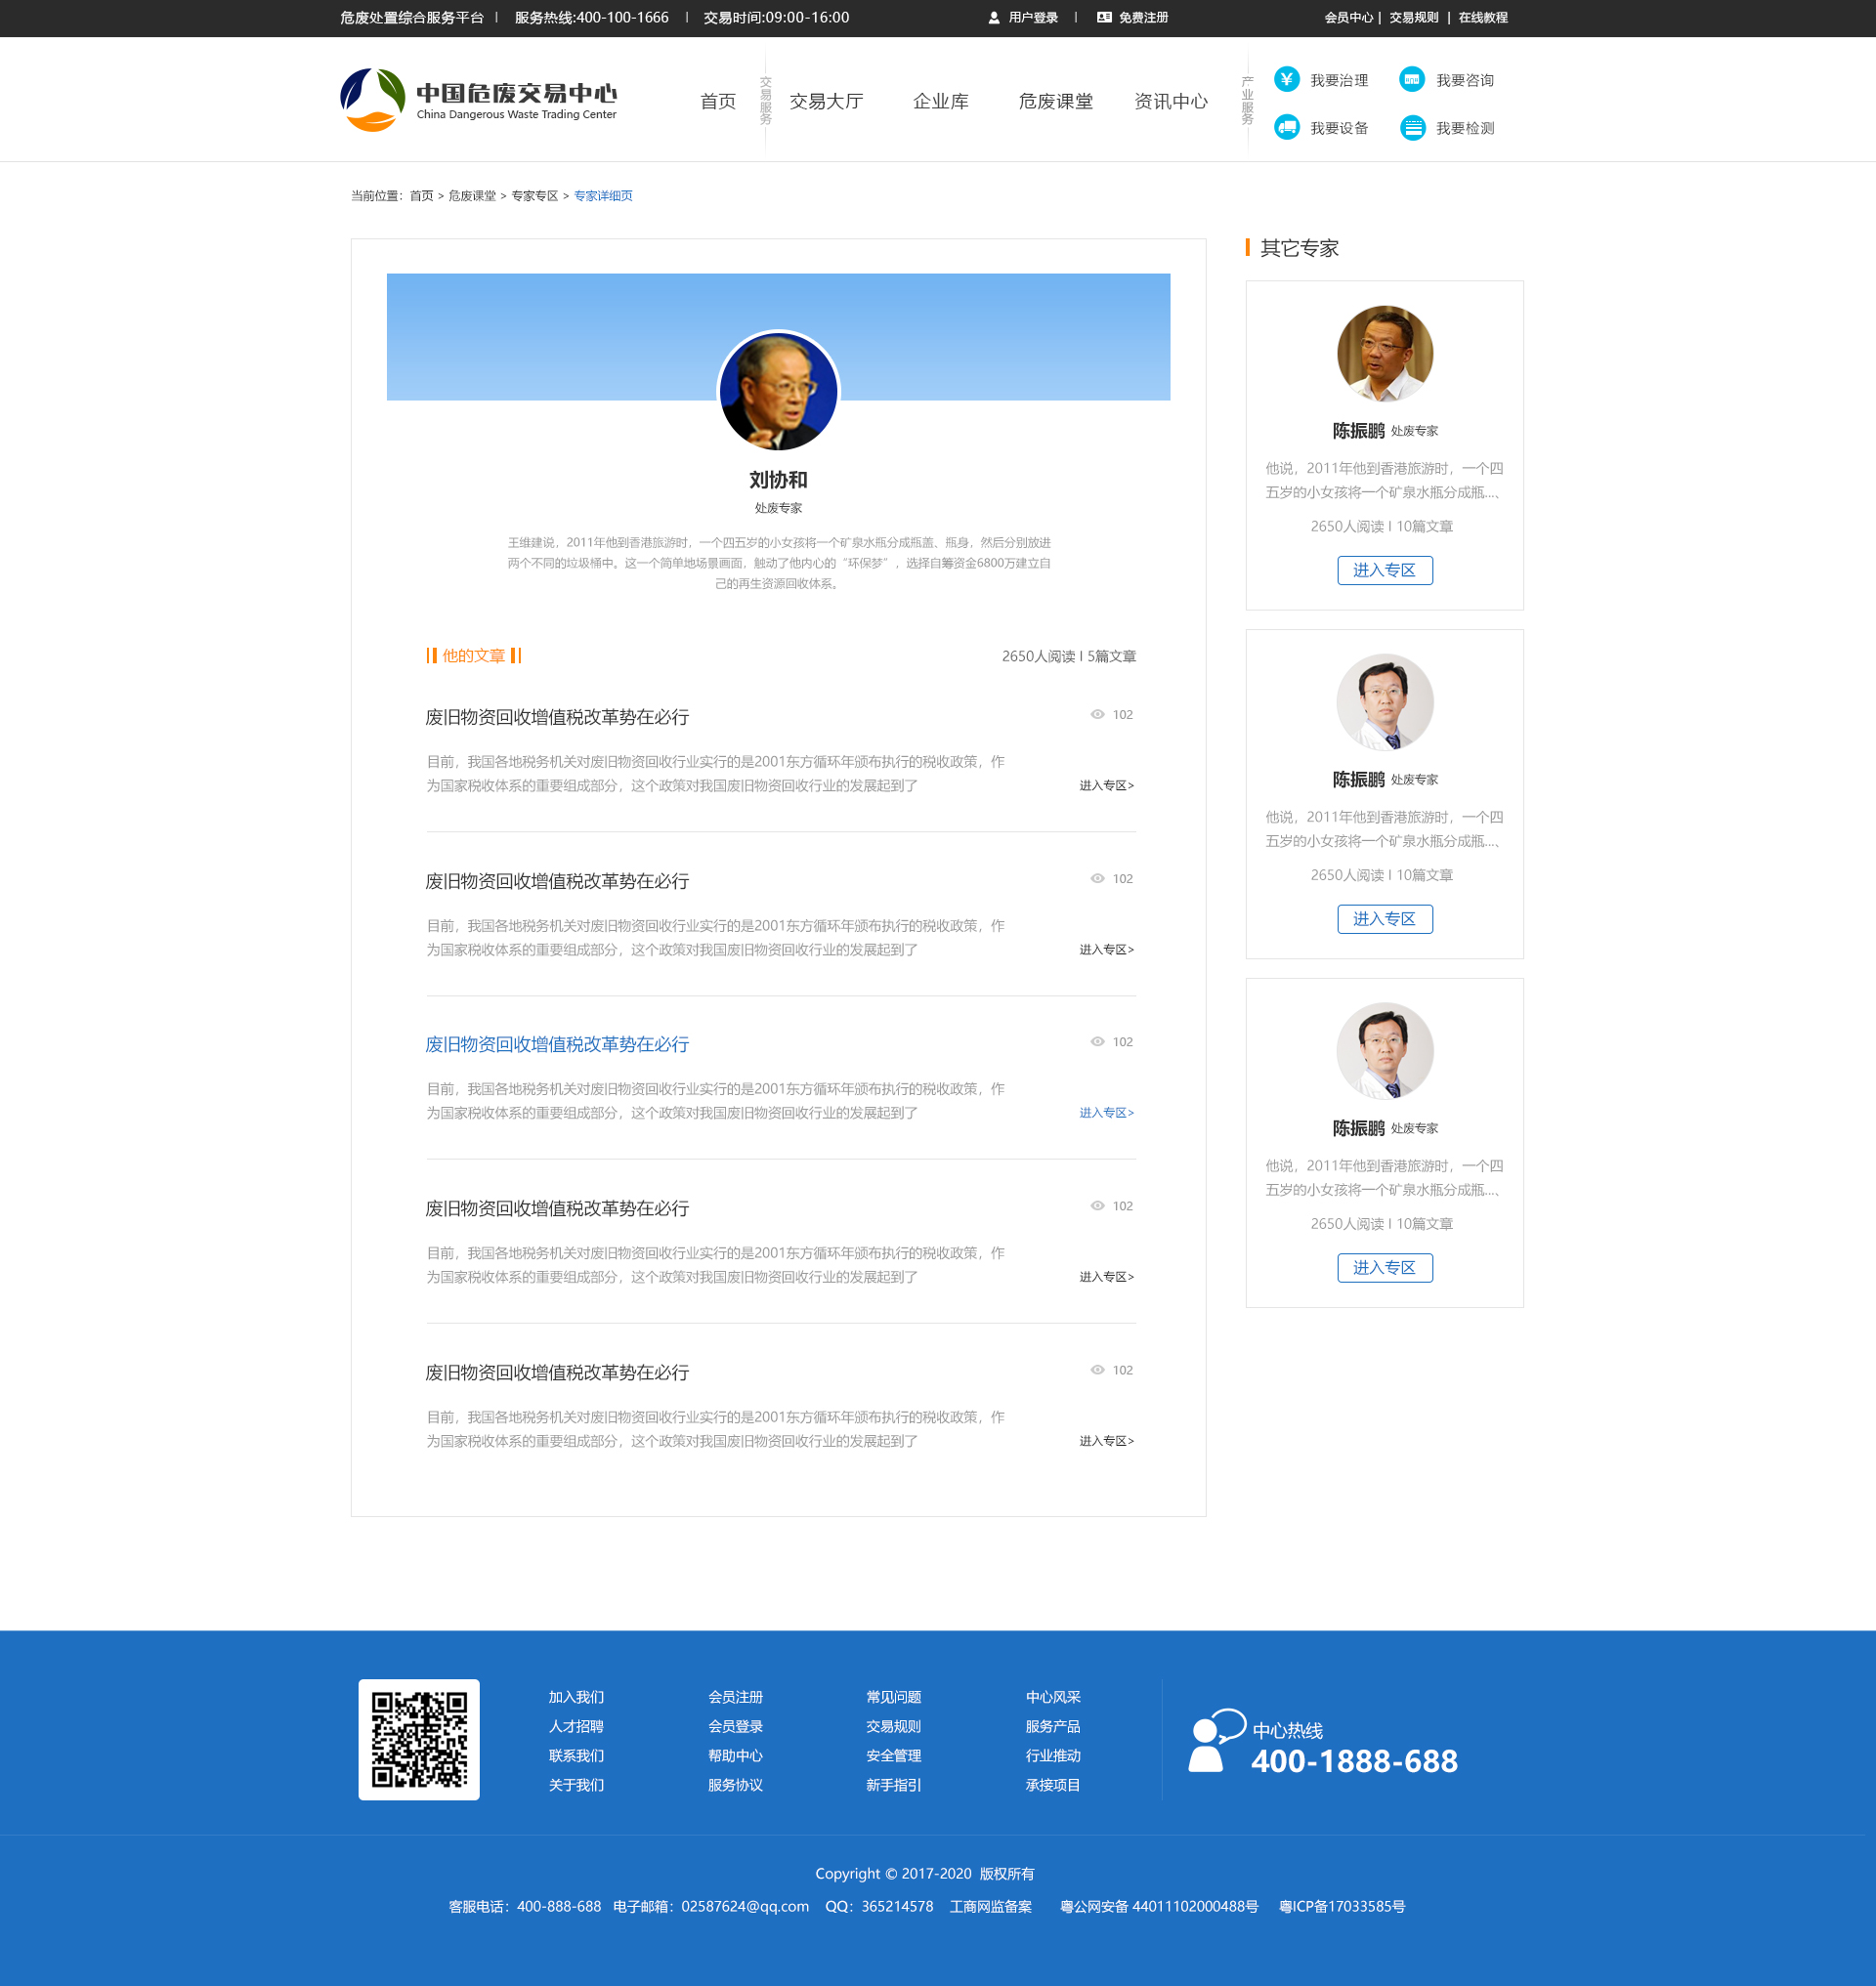 危废处置综合服务平台 | 服务热线:400-100-1666 | 交易时间:09:00-16:00 用户登录 | 免费注册 会员中心 | 交易规则 | 在线教程
中国危废交易中心
China Dangerous Waste Trading Center
首页
交易服务
交易大厅
企业库
危废课堂
资讯中心
产业服务
我要治理
我要咨询
我要设备
我要检测
当前位置：首页 > 危废课堂 > 专家专区 > 专家详细页
刘协和
处废专家
王维建说，2011年他到香港旅游时，一个四五岁的小女孩将一个矿泉水瓶分成瓶盖、瓶身，然后分别放进
两个不同的垃圾桶中。这一个简单地场景画面，触动了他内心的“环保梦”，选择自筹资金6800万建立自
己的再生资源回收体系。
他的文章
2650人阅读 I 5篇文章
废旧物资回收增值税改革势在必行
102
目前，我国各地税务机关对废旧物资回收行业实行的是2001东方循环年颁布执行的税收政策，作
为国家税收体系的重要组成部分，这个政策对我国废旧物资回收行业的发展起到了
进入专区>
废旧物资回收增值税改革势在必行
102
目前，我国各地税务机关对废旧物资回收行业实行的是2001东方循环年颁布执行的税收政策，作
为国家税收体系的重要组成部分，这个政策对我国废旧物资回收行业的发展起到了
进入专区>
废旧物资回收增值税改革势在必行
102
目前，我国各地税务机关对废旧物资回收行业实行的是2001东方循环年颁布执行的税收政策，作
为国家税收体系的重要组成部分，这个政策对我国废旧物资回收行业的发展起到了
进入专区>
废旧物资回收增值税改革势在必行
102
目前，我国各地税务机关对废旧物资回收行业实行的是2001东方循环年颁布执行的税收政策，作
为国家税收体系的重要组成部分，这个政策对我国废旧物资回收行业的发展起到了
进入专区>
废旧物资回收增值税改革势在必行
102
目前，我国各地税务机关对废旧物资回收行业实行的是2001东方循环年颁布执行的税收政策，作
为国家税收体系的重要组成部分，这个政策对我国废旧物资回收行业的发展起到了
进入专区>
其它专家
陈振鹏 处废专家
他说，2011年他到香港旅游时，一个四
五岁的小女孩将一个矿泉水瓶分成瓶...、
2650人阅读 I 10篇文章
进入专区
陈振鹏 处废专家
他说，2011年他到香港旅游时，一个四
五岁的小女孩将一个矿泉水瓶分成瓶...、
2650人阅读 I 10篇文章
进入专区
陈振鹏 处废专家
他说，2011年他到香港旅游时，一个四
五岁的小女孩将一个矿泉水瓶分成瓶...、
2650人阅读 I 10篇文章
进入专区
加入我们 会员注册 常见问题 中心风采
人才招聘 会员登录 交易规则 服务产品
联系我们 帮助中心 安全管理 行业推动
关于我们 服务协议 新手指引 承接项目
中心热线
400-1888-688
Copyright © 2017-2020 版权所有
客服电话：400-888-688 电子邮箱：02587624@qq.com QQ：365214578 工商网监备案 粤公网安备 44011102000488号 粤ICP备17033585号